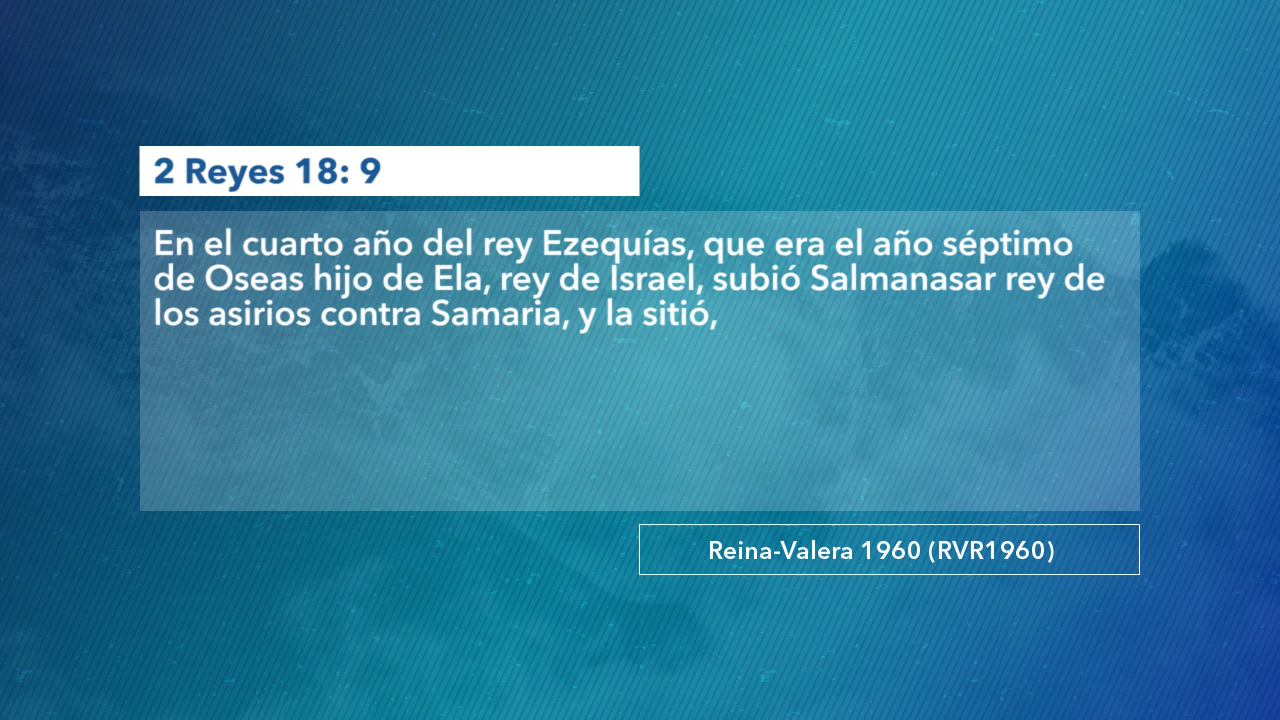 2 Reyes 18: 9
En el cuarto año del rey Ezequías, que era el año séptimo
de Oseas hijo de Ela, rey de Israel, subió Salmanasar rey de
los asirios contra Samaria, y la sitió,
Reina-Valera 1960 (RVR1960)